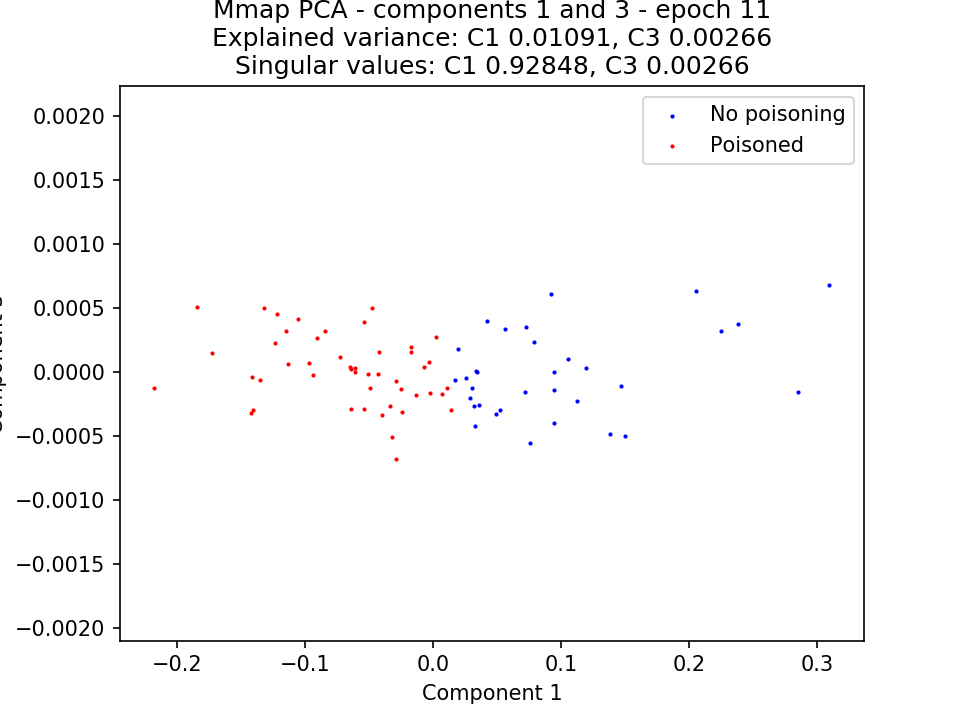 Mmap PCA - components 1 and 3 - epoch 11
Explained variance: C1 0.01091, C3 0.00266
Singular values: C1 0.92848, C3 0.00266
No poisoning
Poisoned
0.0020
0.0015
0.0010
0.0005
0.0000
−0.0005
−0.0010
−0.0015
−0.0020
−0.2
−0.1
0.0
0.1
0.2
0.3
Component 1